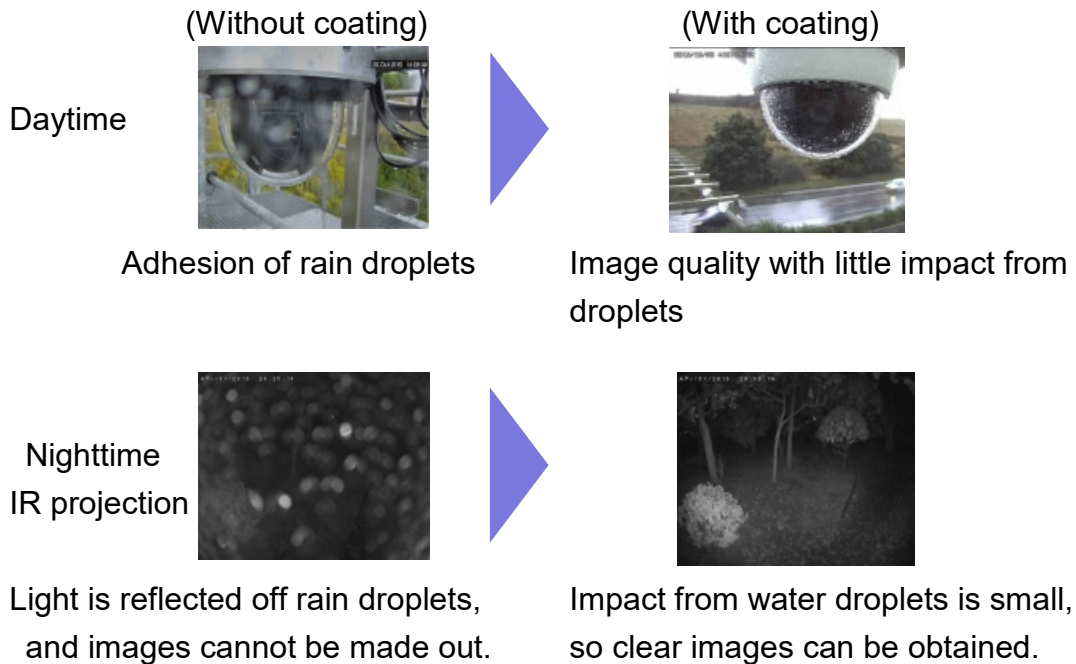 (Without coating)
(With coating)
Daytime
Adhesion of rain droplets
Image quality with little impact from
droplets
Nighttime
IR projection
Light is reflected off rain droplets,
and images cannot be made out.
Impact from water droplets is small,
so clear images can be obtained.